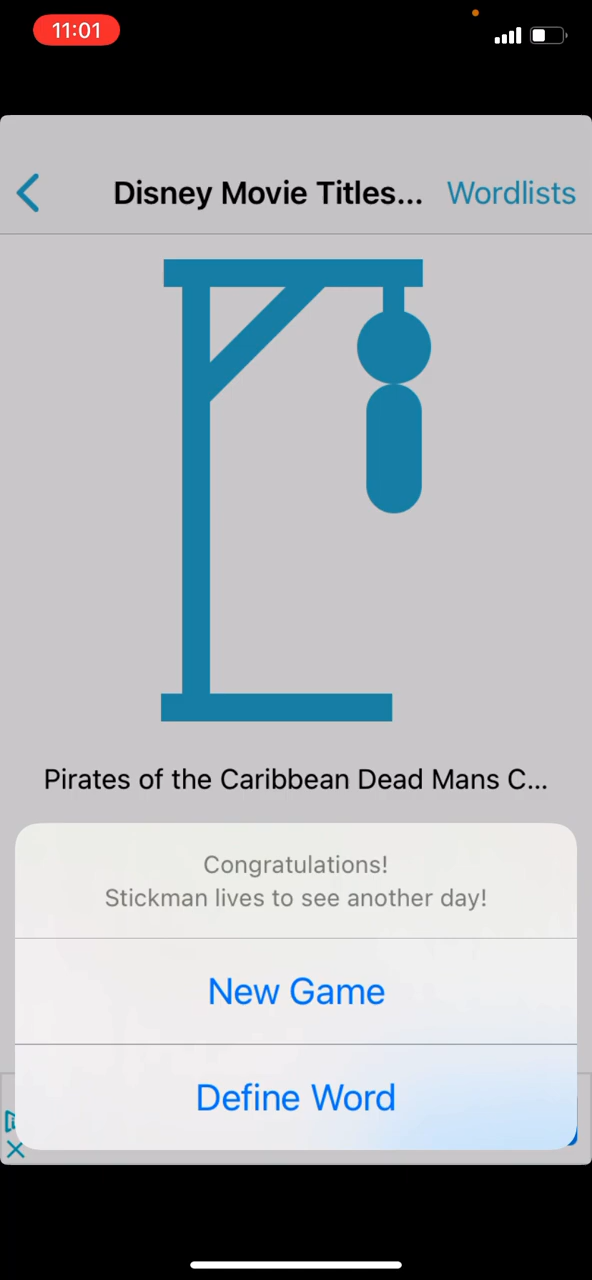 11:01
Disney Movie Titles... Wordlists
Pirates of the Caribbean Dead Mans C...
Congratulations!
Stickman lives to see another day!
New Game
Define Word